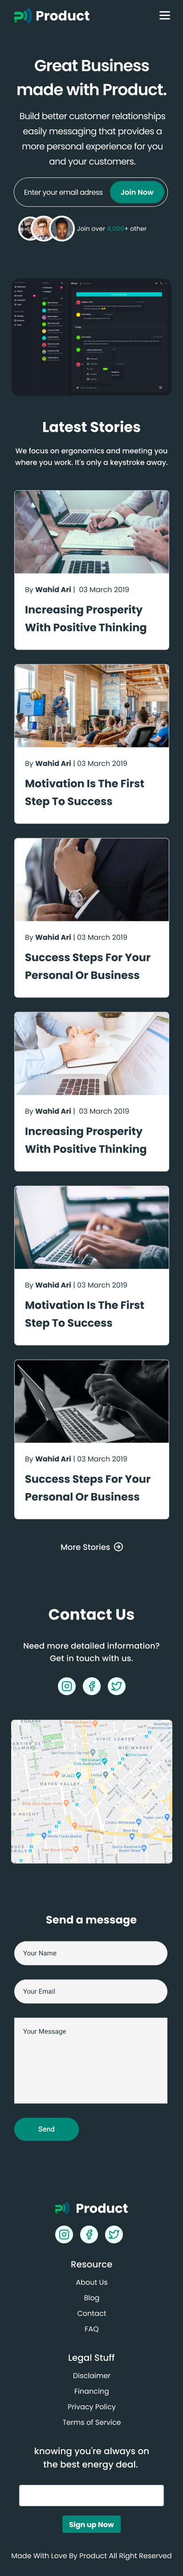 Product
Great Business
made with Product.
Build better customer relationships
easily messaging that provides a
more personal experience for you
and your customers.
Enter your email adress
Join Now
Join over 4,000+ other
Latest Stories
We focus on ergonomics and meeting you
where you work. It's only a keystroke away.
By Wahid Ari | 03 March 2019
Increasing Prosperity
With Positive Thinking
By Wahid Ari | 03 March 2019
Motivation Is The First
Step To Success
By Wahid Ari | 03 March 2019
Success Steps For Your
Personal Or Business
By Wahid Ari | 03 March 2019
Increasing Prosperity
With Positive Thinking
By Wahid Ari | 03 March 2019
Motivation Is The First
Step To Success
By Wahid Ari | 03 March 2019
Success Steps For Your
Personal Or Business
More Stories
Contact Us
Need more detailed information?
Get in touch with us.
CIVIC CENTER
HAYES VALLEY
MID-MARKET
Send a message
Your Name
Your Email
Your Message
Send
Product
Resource
About Us
Blog
Contact
FAQ
Legal Stuff
Disclaimer
Financing
Privacy Policy
Terms of Service
knowing you're always on
the best energy deal.
Sign up Now
Made With Love By Product All Right Reserved